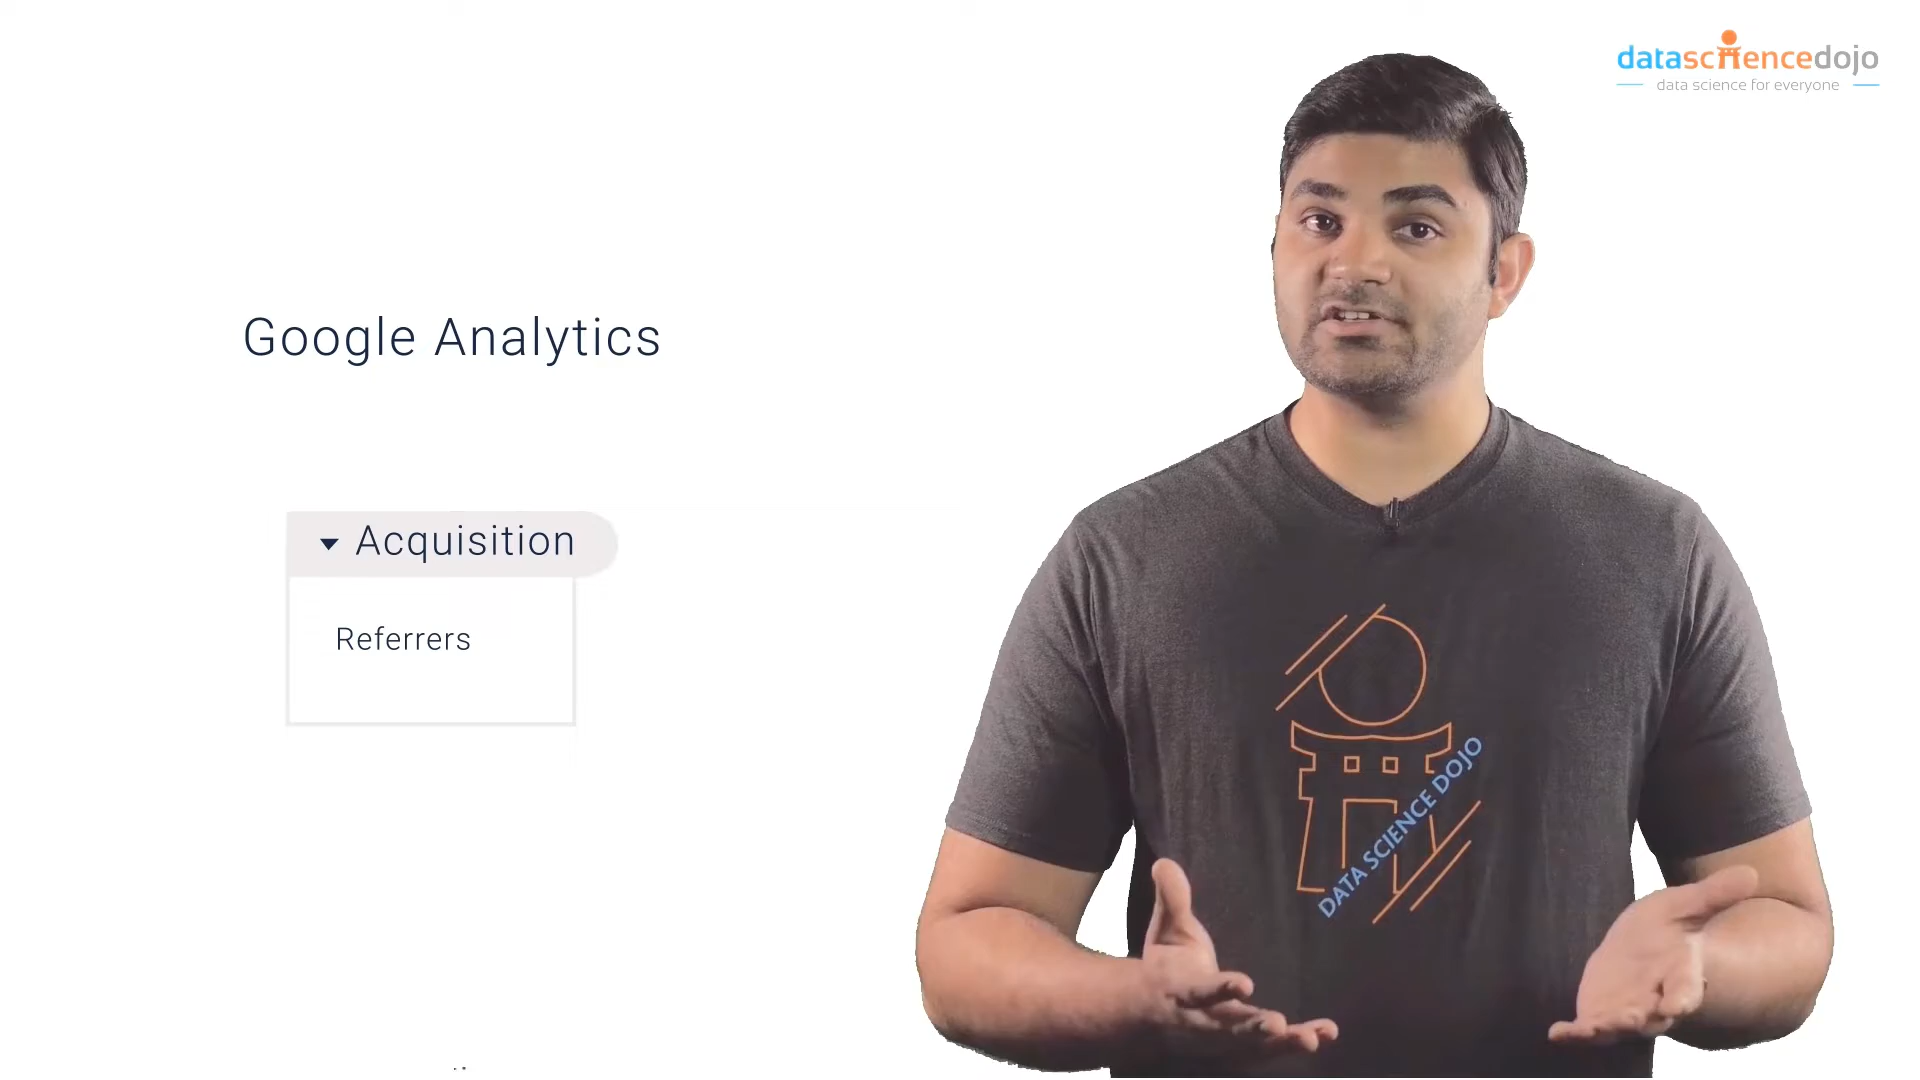 datasciencedojo
data science for everyone
Google Analytics
Acquisition
Referrers
DATA SCIENCE DOJO